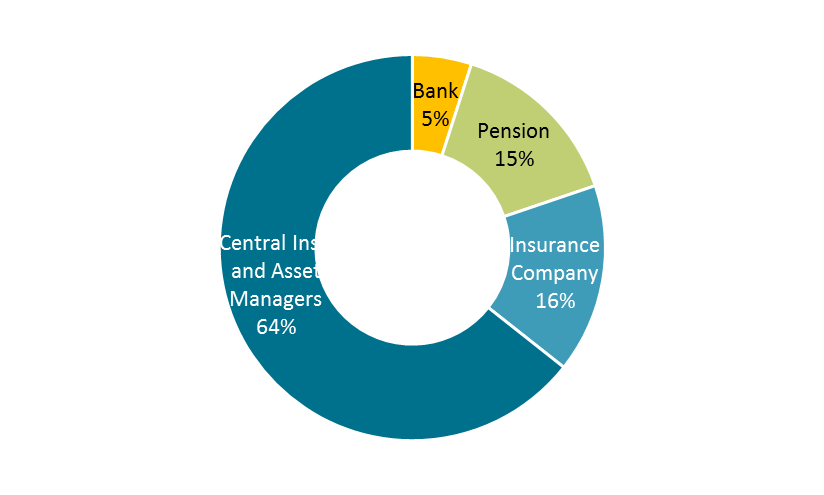 Bank
5%
Pension
15%
Insurance
Company
16%
Central Ins
and Asset
Managers
64%